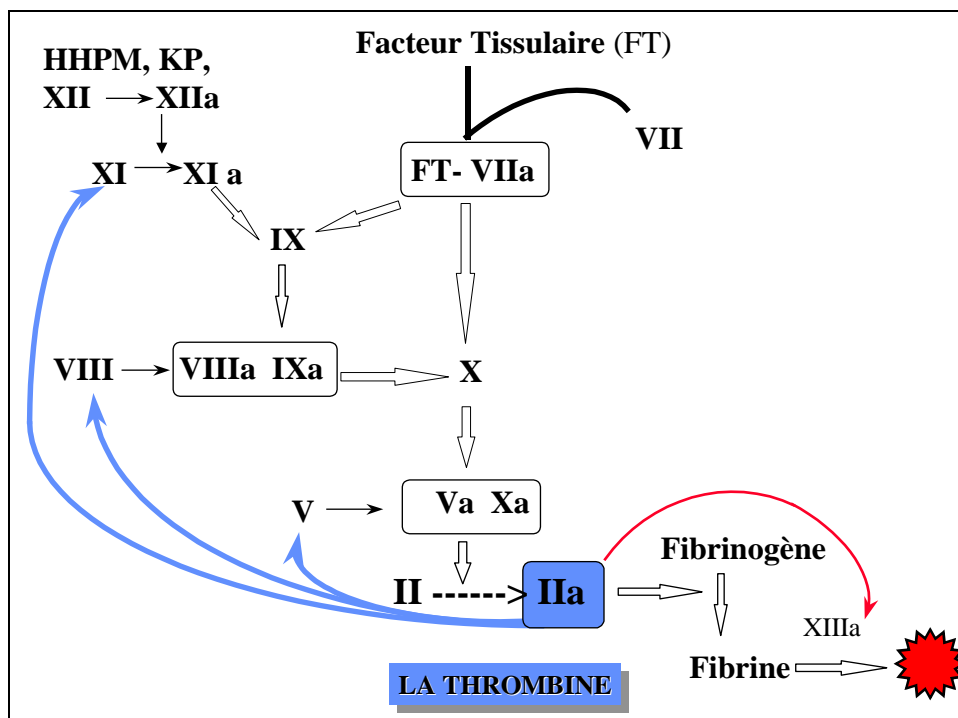 Facteur Tissulaire (FT)
HHPM, KP,
XII XIIa
VII
XI XI a
FT- VIIa
IX
VIII VIIIa IXa X
V Va Xa
Fibrinogène
II ------> IIa
XIIIa
Fibrine
LA THROMBINE